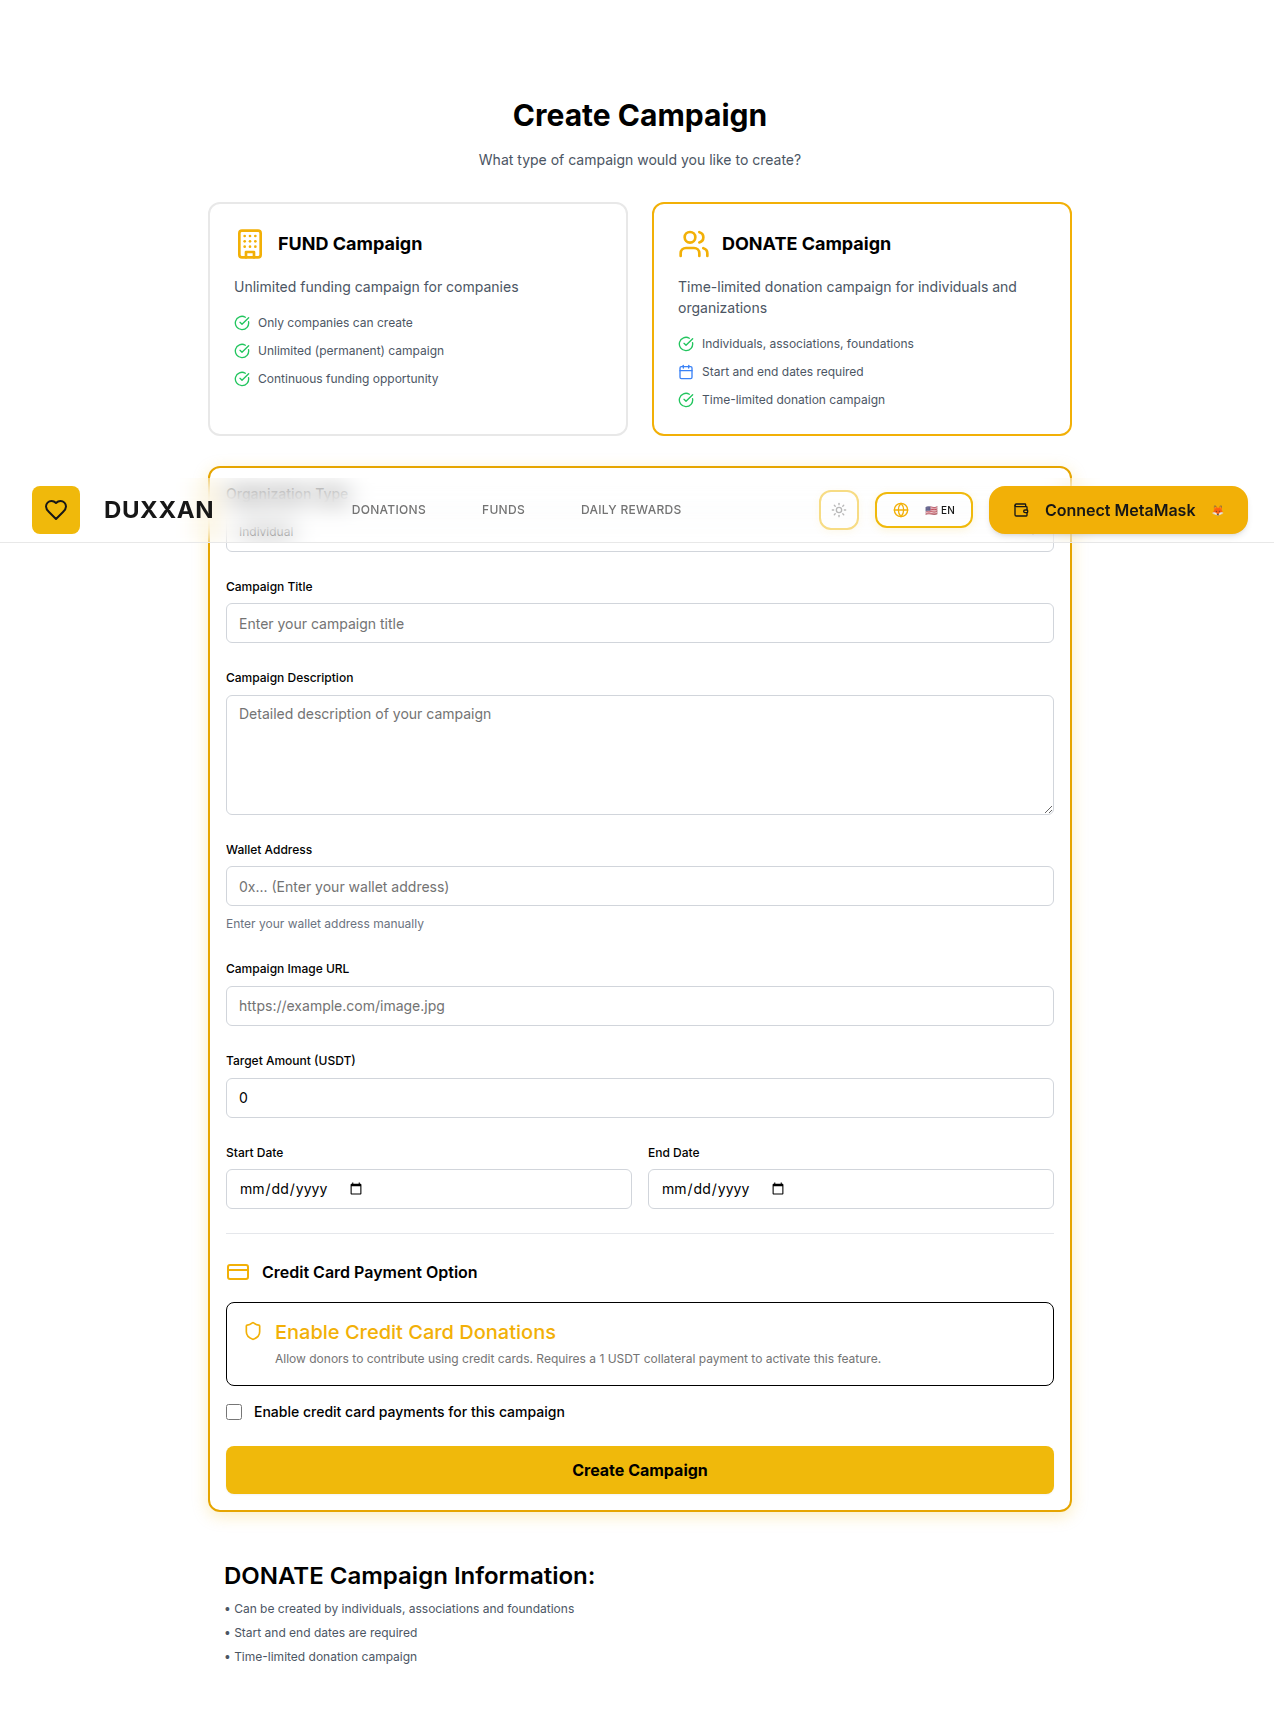 Create Campaign
What type of campaign would you like to create?
FUND Campaign
Unlimited funding campaign for companies
Only companies can create
Unlimited (permanent) campaign
Continuous funding opportunity
DONATE Campaign
Time-limited donation campaign for individuals and
organizations
Individuals, associations, foundations
Start and end dates required
Time-limited donation campaign
Organization Type
DUXXAN
DONATIONS
FUNDS
DAILY REWARDS
🇺🇸 EN
Connect MetaMask 🦊
Individual
Campaign Title
Enter your campaign title
Campaign Description
Detailed description of your campaign
Wallet Address
0x... (Enter your wallet address)
Enter your wallet address manually
Campaign Image URL
https://example.com/image.jpg
Target Amount (USDT)
0
Start Date
End Date
mm/dd/yyyy
mm/dd/yyyy
Credit Card Payment Option
Enable Credit Card Donations
Allow donors to contribute using credit cards. Requires a 1 USDT collateral payment to activate this feature.
Enable credit card payments for this campaign
Create Campaign
DONATE Campaign Information:
• Can be created by individuals, associations and foundations
• Start and end dates are required
• Time-limited donation campaign